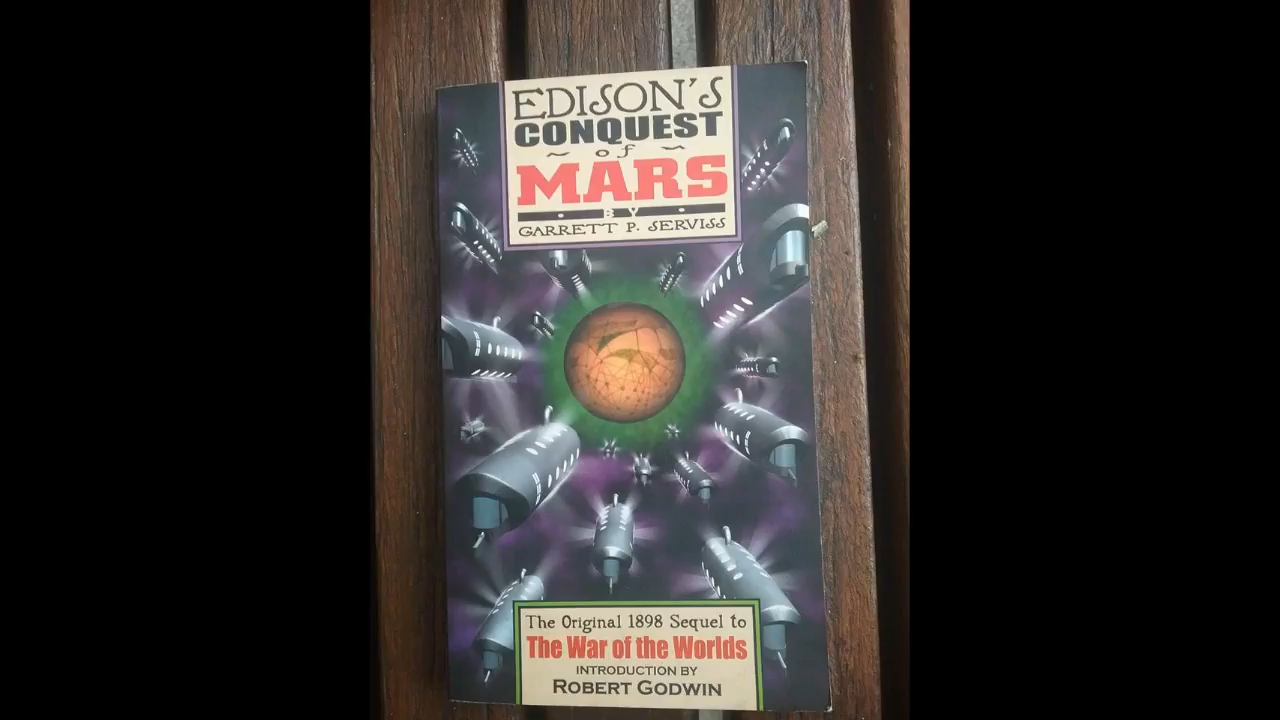 EDISON'S
CONQUEST
~ of ~
MARS
BY
GARRETT P. SERVISS
The Original 1898 Sequel to
The War of the Worlds
INTRODUCTION BY
ROBERT GODWIN